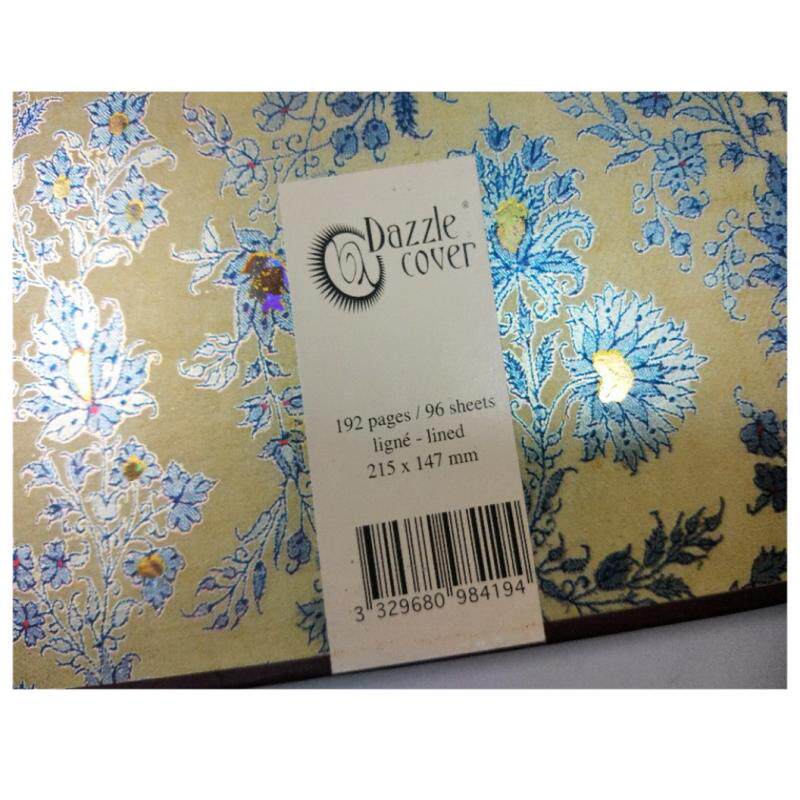 Dazzle ®
cover
192 pages / 96 sheets
ligné - lined
215 x 147 mm
3 329680 984194